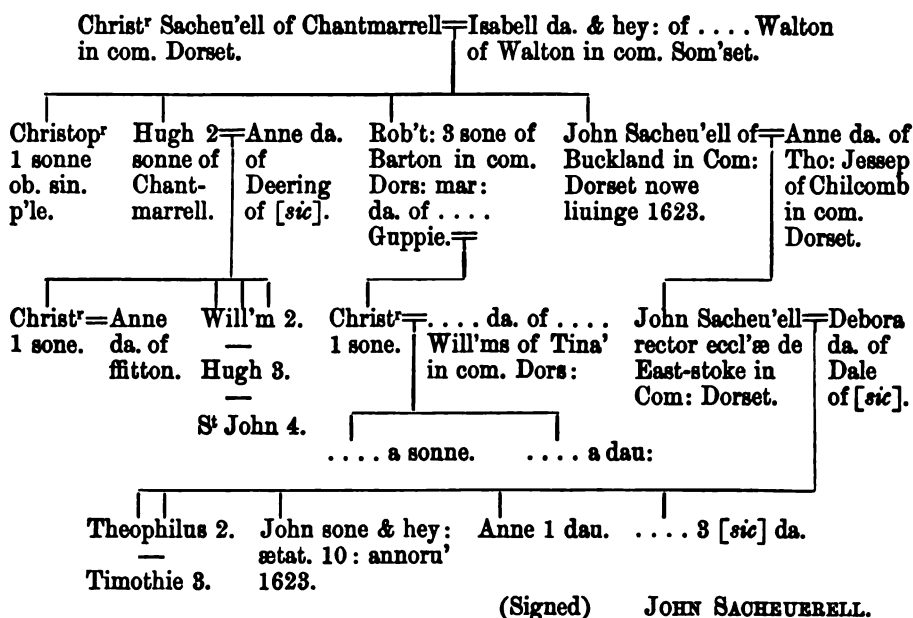 Christʳ Sacheu'ell of Chantmarrell═Isabell da. & hey: of . . . . Walton
in com. Dorset. of Walton in com. Som'set.
Christopʳ
1 sonne
ob. sin.
p'le.
Hugh 2═Anne da.
sonne of of
Chant- Deering
marrell. of [sic].
Rob't: 3 sone of
Barton in com.
Dors: mar:
da. of . . . .
Guppie.═
John Sacheu'ell of═Anne da. of
Buckland in Com: Tho: Jessep
Dorset nowe of Chilcomb
liuinge 1623. in com.
Dorset.
Christʳ═Anne
1 sone. da. of
ffitton.
Will'm 2.
—
Hugh 3.
—
Sᵗ John 4.
Christʳ═. . . . da. of . . . .
1 sone. Will'ms of Tina'
in com. Dors:
John Sacheu'ell═Debora
rector eccl'æ de da. of
East-stoke in Dale
Com: Dorset. of [sic].
. . . . a sonne. . . . . a dau:
Theophilus 2.
—
Timothie 3.
John sone & hey:
ætat. 10: annoru'
1623.
Anne 1 dau. . . . . 3 [sic] da.
(Signed) JOHN SACHEUERELL.